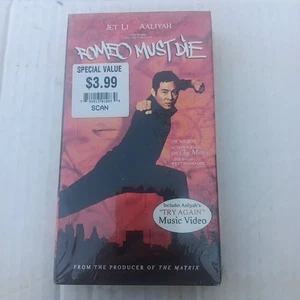 JET LI AALIYAH
ROMEO MUST DIE
SPECIAL VALUE
$3.99
SCAN
Includes Aaliyah's
"TRY AGAIN"
Music Video
FROM THE PRODUCER OF THE MATRIX